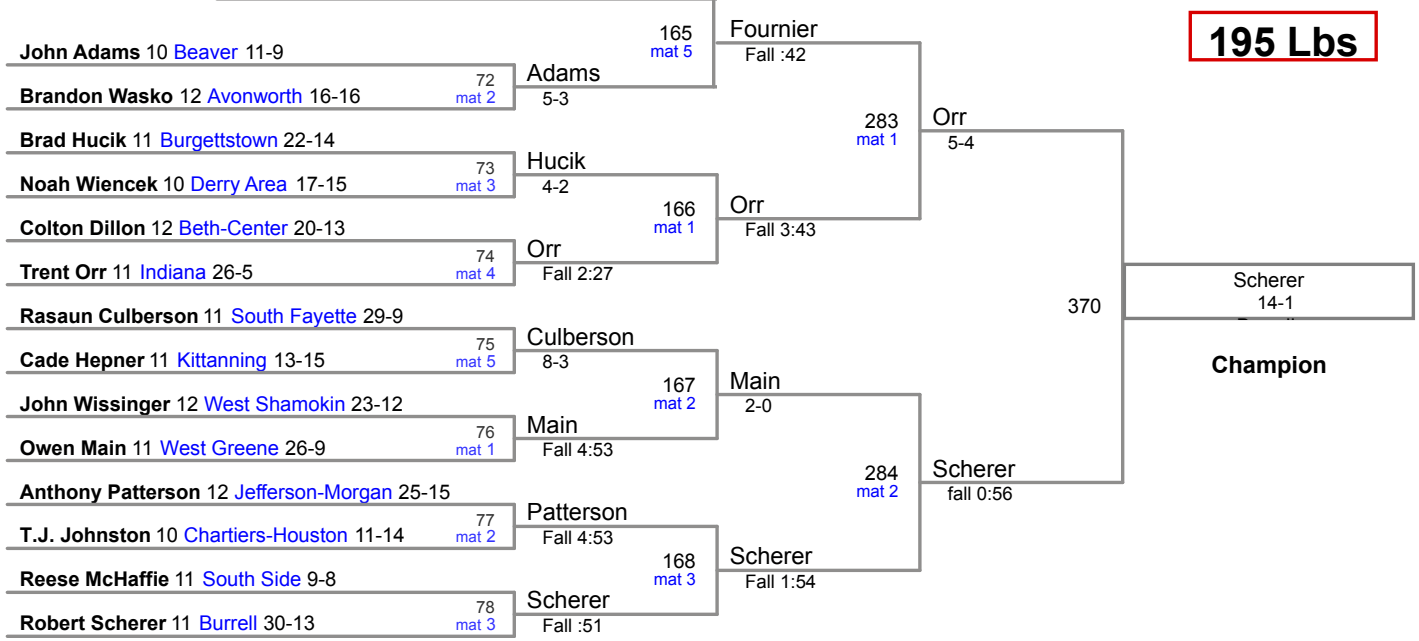 195 Lbs
John Adams 10 Beaver 11-9
Brandon Wasko 12 Avonworth 16-16
Brad Hucik 11 Burgettstown 22-14
Noah Wiencek 10 Derry Area 17-15
Colton Dillon 12 Beth-Center 20-13
Trent Orr 11 Indiana 26-5
Rasaun Culberson 11 South Fayette 29-9
Cade Hepner 11 Kittanning 13-15
John Wissinger 12 West Shamokin 23-12
Owen Main 11 West Greene 26-9
Anthony Patterson 12 Jefferson-Morgan 25-15
T.J. Johnston 10 Chartiers-Houston 11-14
Reese McHaffie 11 South Side 9-8
Robert Scherer 11 Burrell 30-13
72
mat 2
73
mat 3
74
mat 4
75
mat 5
76
mat 1
77
mat 2
78
mat 3
Adams
5-3
Hucik
4-2
Orr
Fall 2:27
Culberson
8-3
Main
Fall 4:53
Patterson
Fall 4:53
Scherer
Fall :51
165
mat 5
166
mat 1
167
mat 2
168
mat 3
Fournier
Fall :42
Orr
Fall 3:43
Main
2-0
Scherer
Fall 1:54
283
mat 1
284
mat 2
Orr
5-4
Scherer
fall 0:56
370
Scherer
14-1
Champion